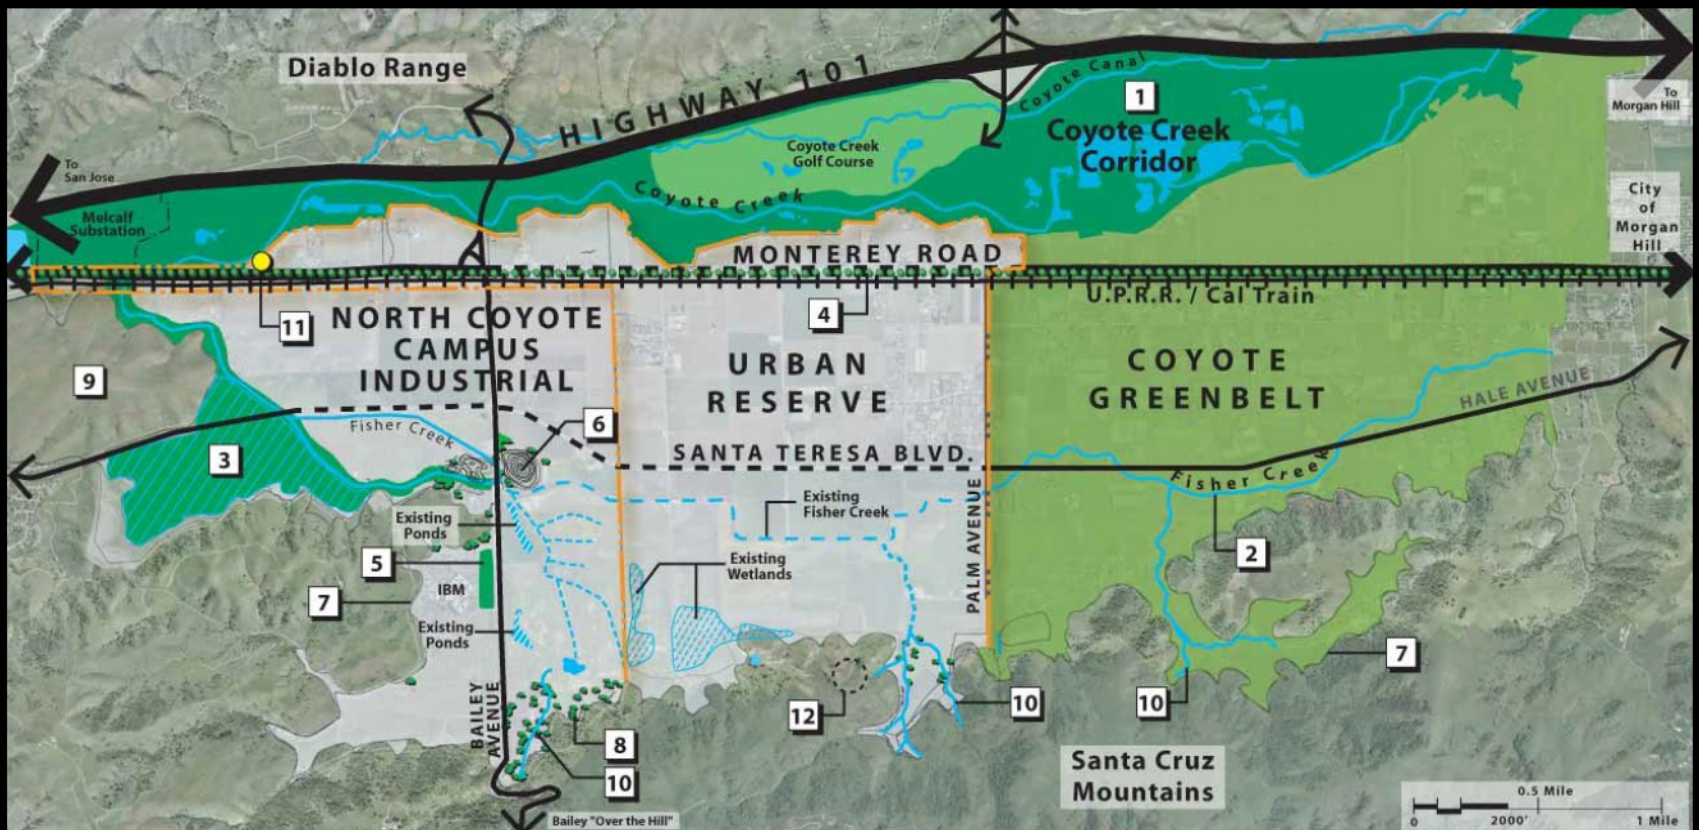 Diablo Range
HIGHWAY 101
Coyote Canal
1
Coyote Creek
Corridor
To
Morgan Hill
To
San Jose
Coyote Creek
Golf Course
Melcalf
Substation
Coyote Creek
City
of
Morgan
Hill
MONTEREY ROAD
U.P.R.R. / Cal Train
11
4
NORTH COYOTE
CAMPUS
INDUSTRIAL
URBAN
RESERVE
COYOTE
GREENBELT
9
HALE AVENUE
Fisher Creek
6
3
SANTA TERESA BLVD.
Fisher Creek
Existing
Ponds
Existing
Fisher Creek
PALM AVENUE
2
5
IBM
Existing
Wetlands
7
Existing
Ponds
7
BAILEY
AVENUE
12
10
10
8
10
Santa Cruz
Mountains
Bailey "Over the Hill"
0.5 Mile
0
2000'
1 Mile